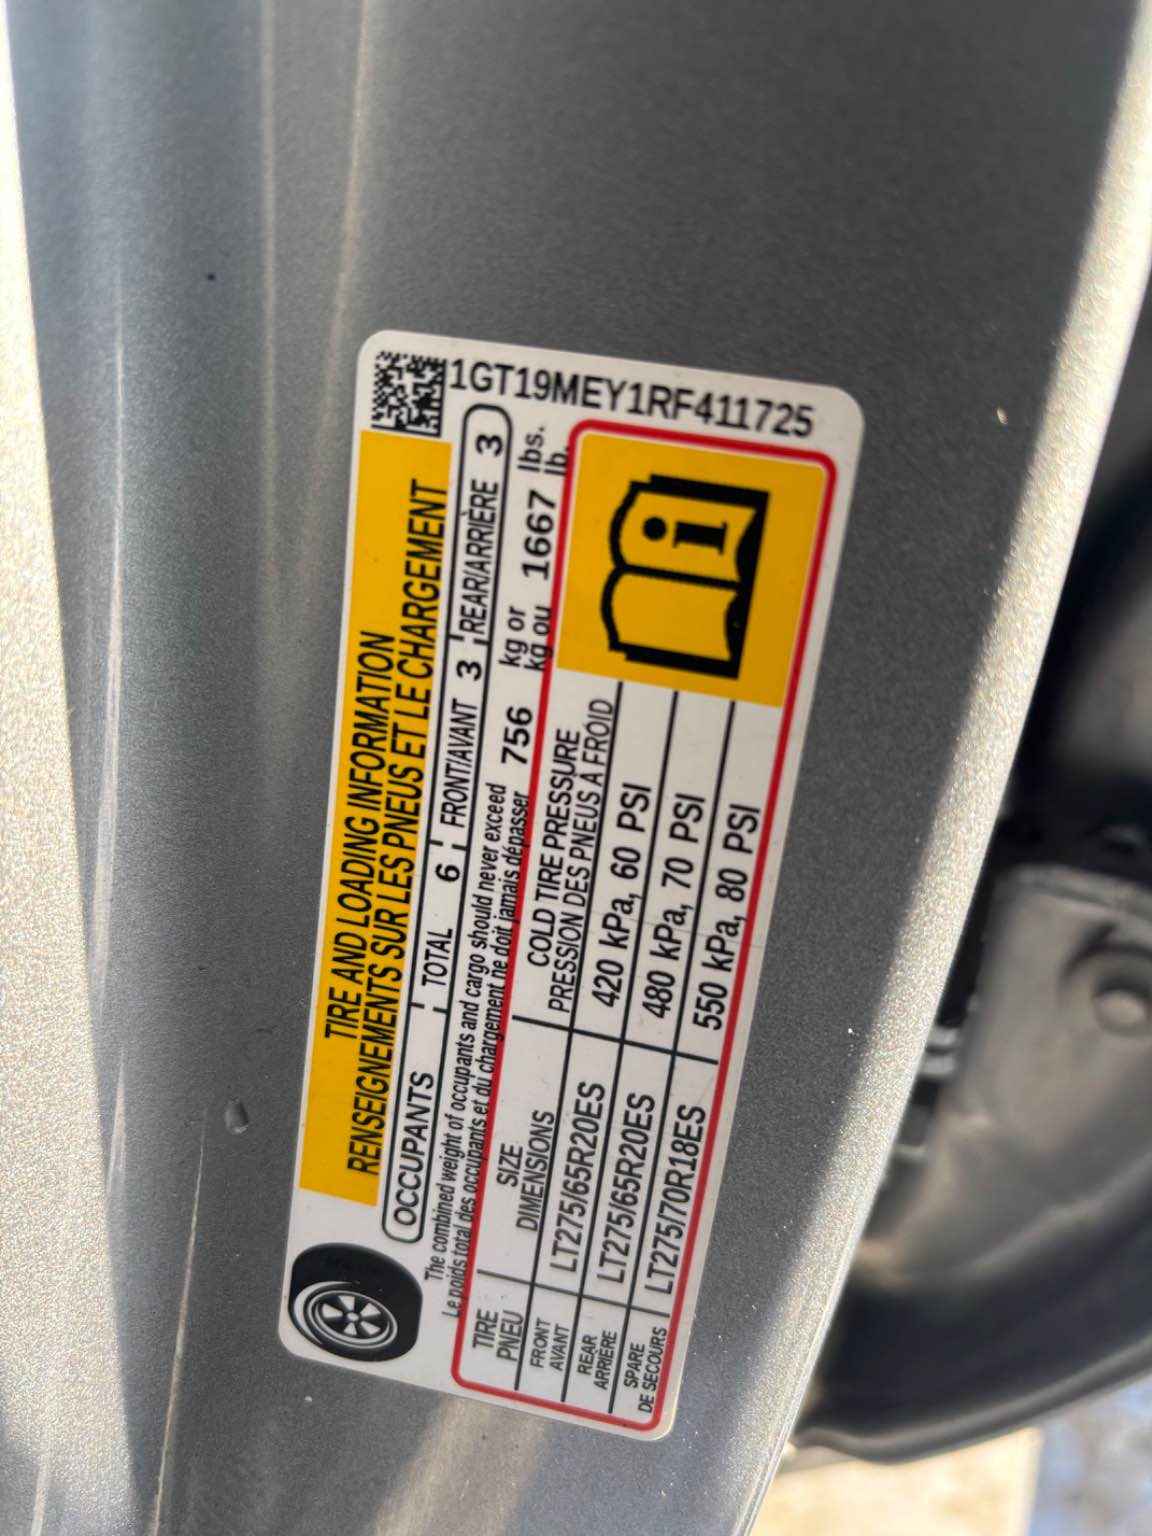 1GT19MEY1RF411725
TIRE AND LOADING INFORMATION
RENSEIGNEMENTS SUR LES PNEUS ET LE CHARGEMENT
OCCUPANTS TOTAL 6 FRONT/AVANT 3 REAR/ARRIÈRE 3
The combined weight of occupants and cargo should never exceed 756 kg or 1667 lbs.
Le poids total des occupants et du chargement ne doit jamais dépasser kg ou lb.
TIRE SIZE COLD TIRE PRESSURE
PNEU DIMENSIONS PRESSION DES PNEUS A FROID
FRONT
AVANT LT275/65R20ES 420 kPa, 60 PSI
REAR
ARRIERE LT275/65R20ES 480 kPa, 70 PSI
SPARE
DE SECOURS LT275/70R18ES 550 kPa, 80 PSI
i